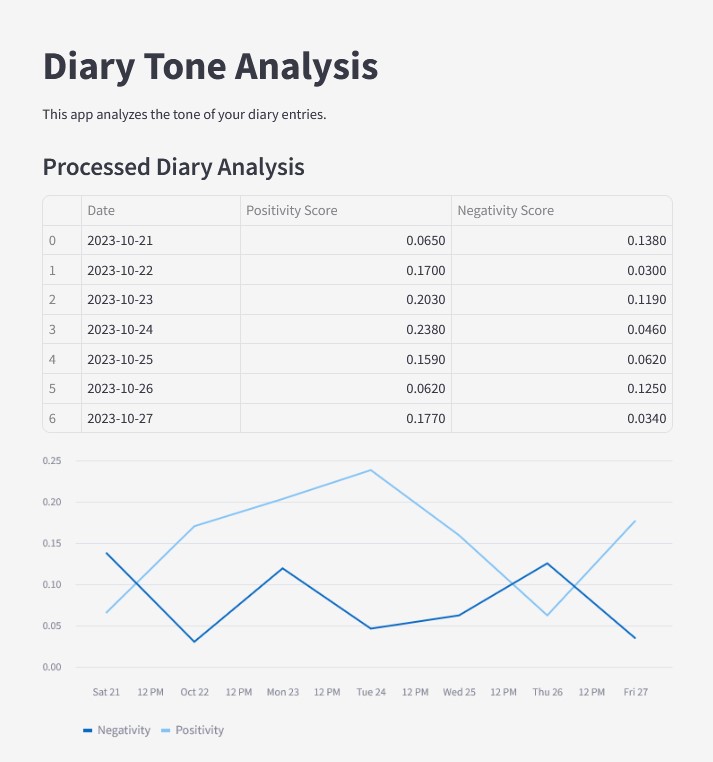 Diary Tone Analysis
This app analyzes the tone of your diary entries.
Processed Diary Analysis
Date Positivity Score Negativity Score
0 2023-10-21 0.0650 0.1380
1 2023-10-22 0.1700 0.0300
2 2023-10-23 0.2030 0.1190
3 2023-10-24 0.2380 0.0460
4 2023-10-25 0.1590 0.0620
5 2023-10-26 0.0620 0.1250
6 2023-10-27 0.1770 0.0340
0.25
0.20
0.15
0.10
0.05
0.00
Sat 21 12 PM Oct 22 12 PM Mon 23 12 PM Tue 24 12 PM Wed 25 12 PM Thu 26 12 PM Fri 27
Negativity Positivity